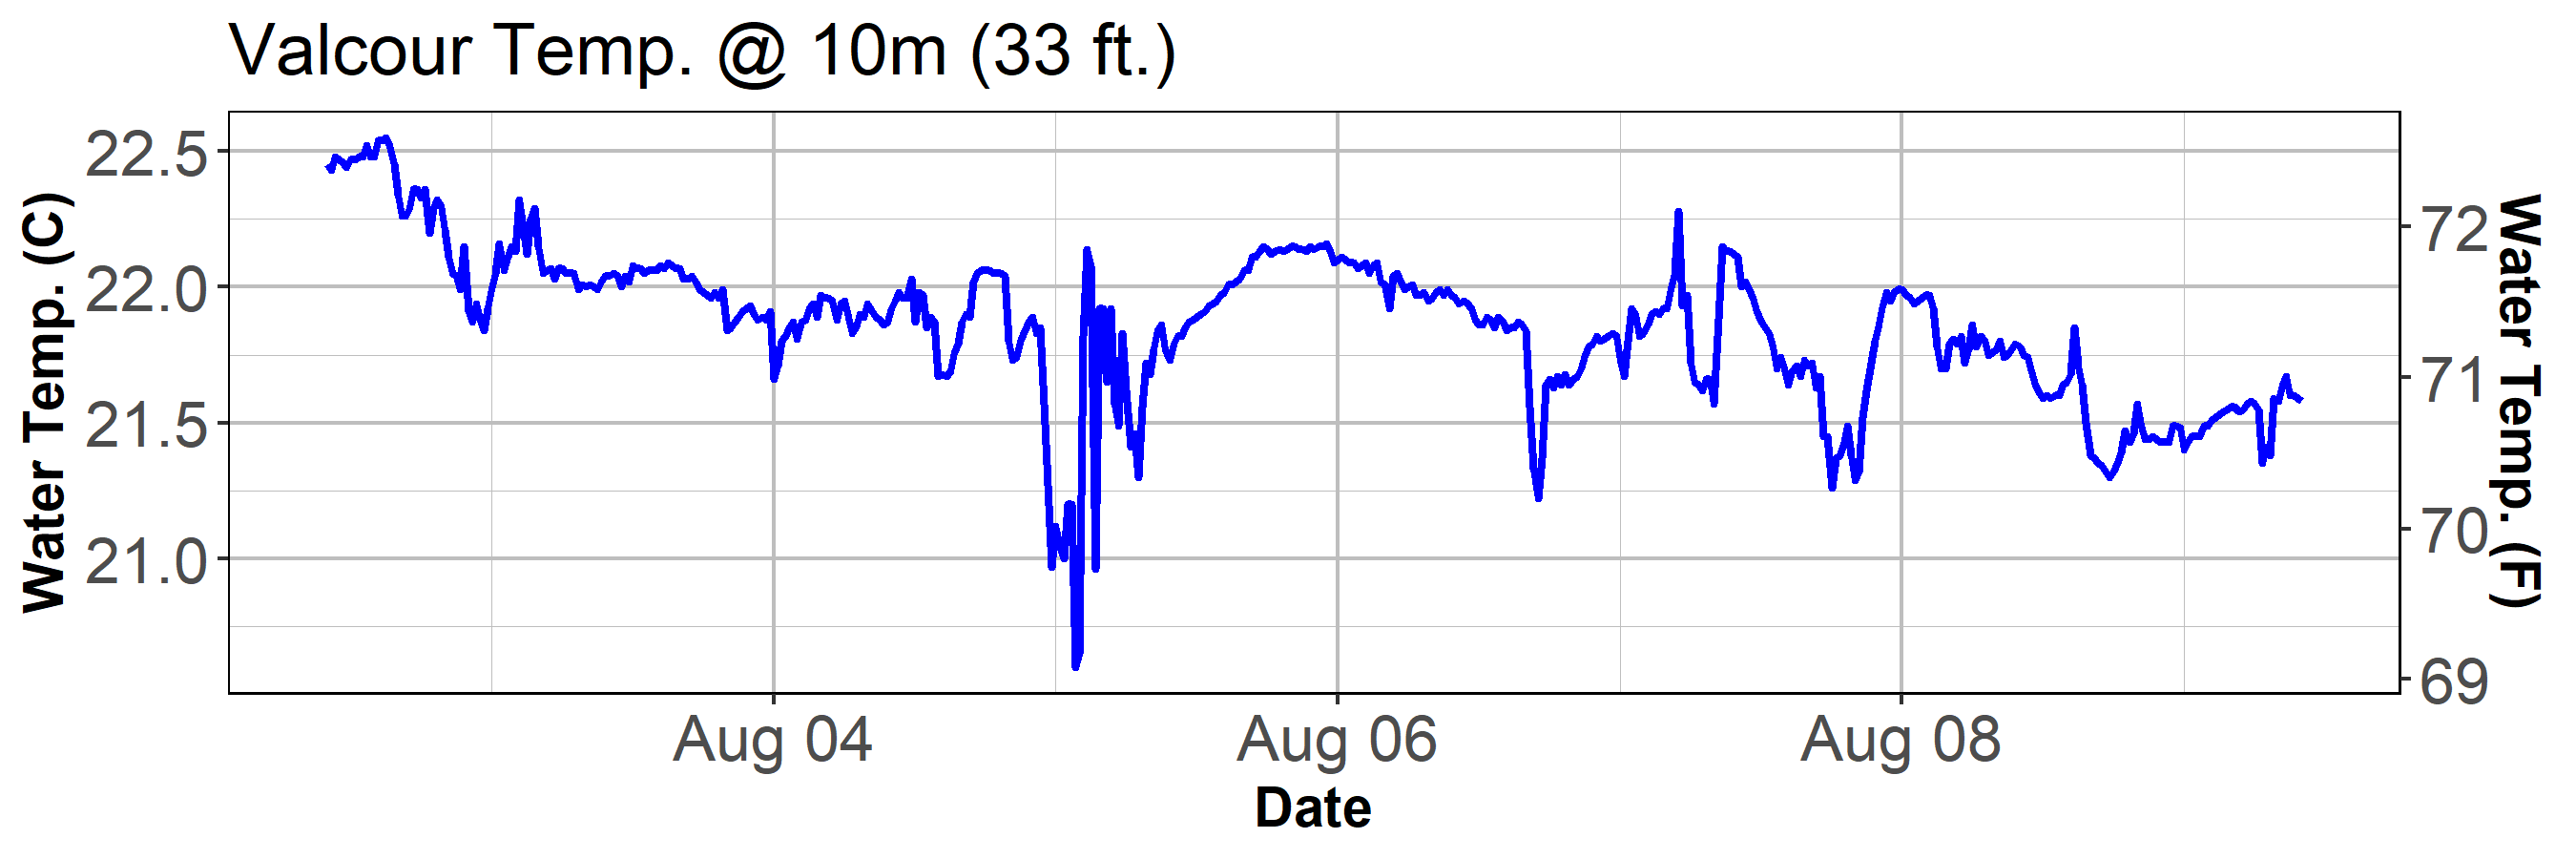 Valcour Temp. @ 10m (33 ft.)
Water Temp. (C)
22.5
22.0
21.5
21.0
72
71
70
69
Water Temp. (F)
Aug 04
Aug 06
Aug 08
Date